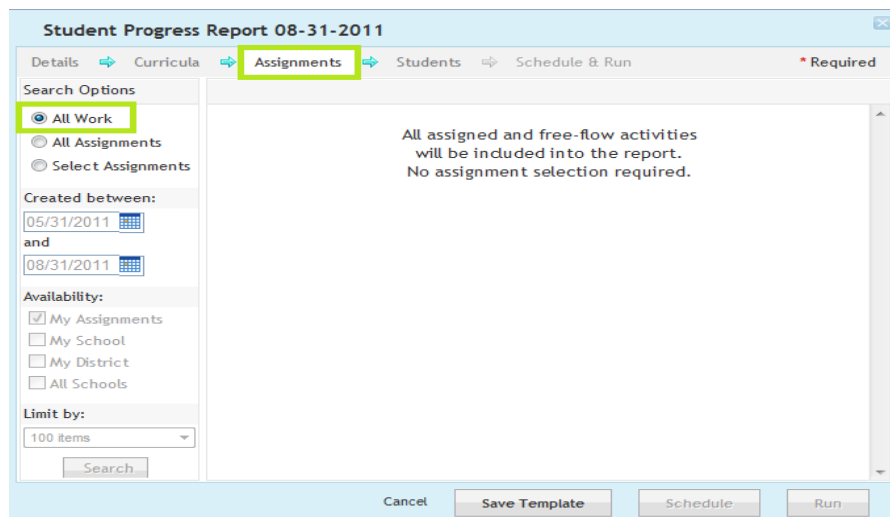 Student Progress Report 08-31-2011
Details Curricula Assignments Students Schedule & Run * Required
Search Options
All Work
All Assignments
Select Assignments
Created between:
05/31/2011
and
08/31/2011
Availability:
My Assignments
My School
My District
All Schools
Limit by:
100 items
Search
All assigned and free-flow activities
will be included into the report.
No assignment selection required.
Cancel Save Template Schedule Run